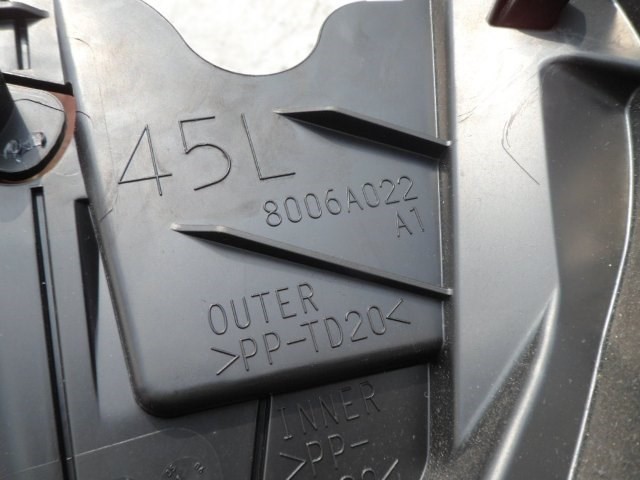 45L
8006A022
A1
OUTER
>PP-TD20<
INNER
>PP-